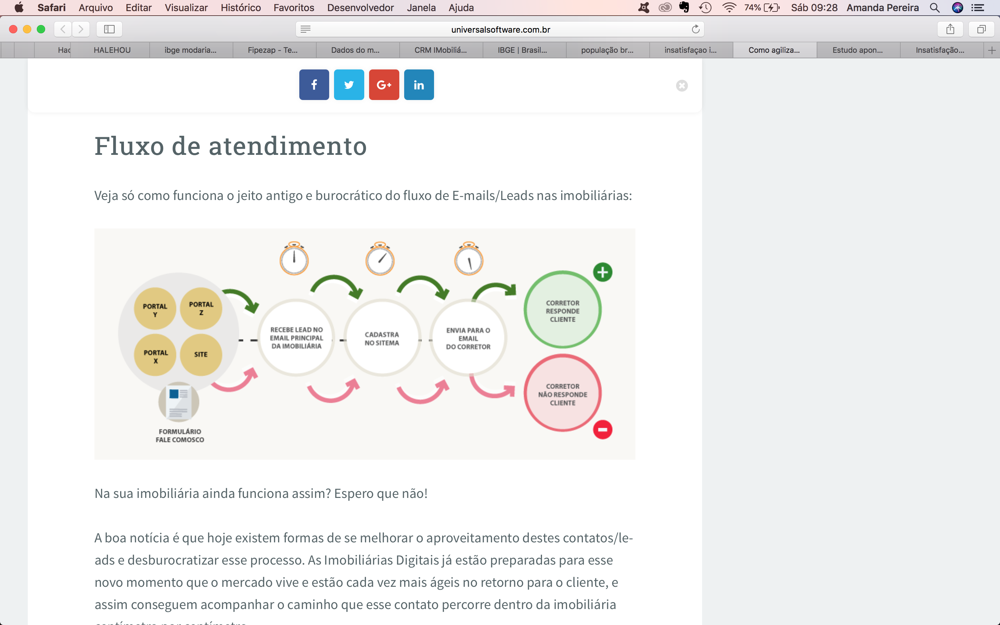 Safari Arquivo Editar Visualizar Histórico Favoritos Desenvolvedor Janela Ajuda 74% Sáb 09:28 Amanda Pereira
universalsoftware.com.br
Hac HALEHOU ibge modaria... Fipezap - Te... Dados do m... CRM IMobiliá... IBGE | Brasil... população br... insatisfaçao i... Como agiliza... Estudo apon... Insatisfação...
f G+ in
Fluxo de atendimento
Veja só como funciona o jeito antigo e burocrático do fluxo de E-mails/Leads nas imobiliárias:
PORTAL
Y
PORTAL
Z
PORTAL
X
SITE
FORMULÁRIO
FALE COMOSCO
RECEBE LEAD NO
EMAIL PRINCIPAL
DA IMOBILIÁRIA
CADASTRA
NO SITEMA
ENVIA PARA O
EMAIL
DO CORRETOR
CORRETOR
RESPONDE
CLIENTE
CORRETOR
NÃO RESPONDE
CLIENTE
Na sua imobiliária ainda funciona assim? Espero que não!
A boa notícia é que hoje existem formas de se melhorar o aproveitamento destes contatos/le-
ads e desburocratizar esse processo. As Imobiliárias Digitais já estão preparadas para esse
novo momento que o mercado vive e estão cada vez mais ágeis no retorno para o cliente, e
assim conseguem acompanhar o caminho que esse contato percorre dentro da imobiliária
centímetro por centímetro